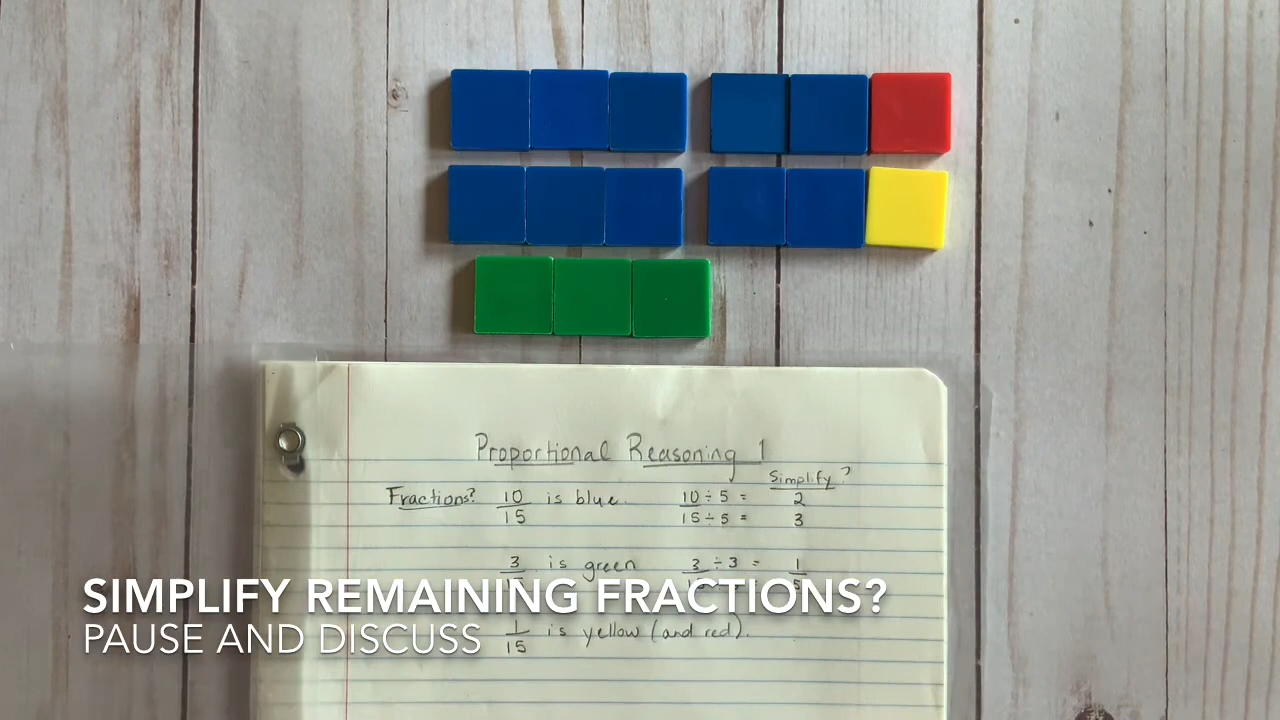 Proportional Reasoning 1
Simplify?
Fractions? 10 is blue. 10 ÷ 5 = 2
15 15 ÷ 5 = 3
3 is green 3 ÷ 3 = 1
SIMPLIFY REMAINING FRACTIONS?
PAUSE AND DISCUSS
1 is yellow (and red).
15